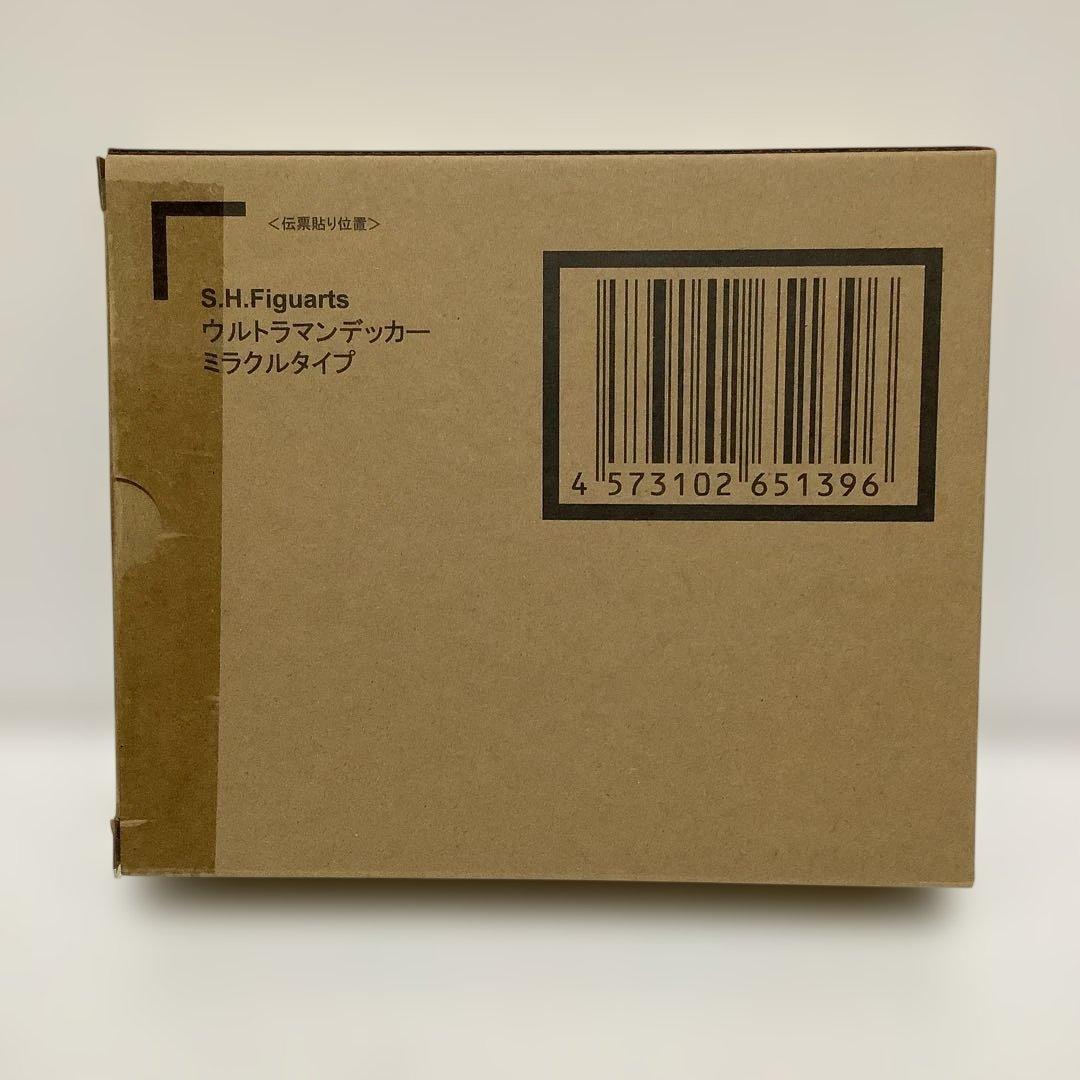 <伝票貼り位置>
S.H.Figuarts
ウルトラマンデッカー
ミラクルタイプ
4 573102 651396